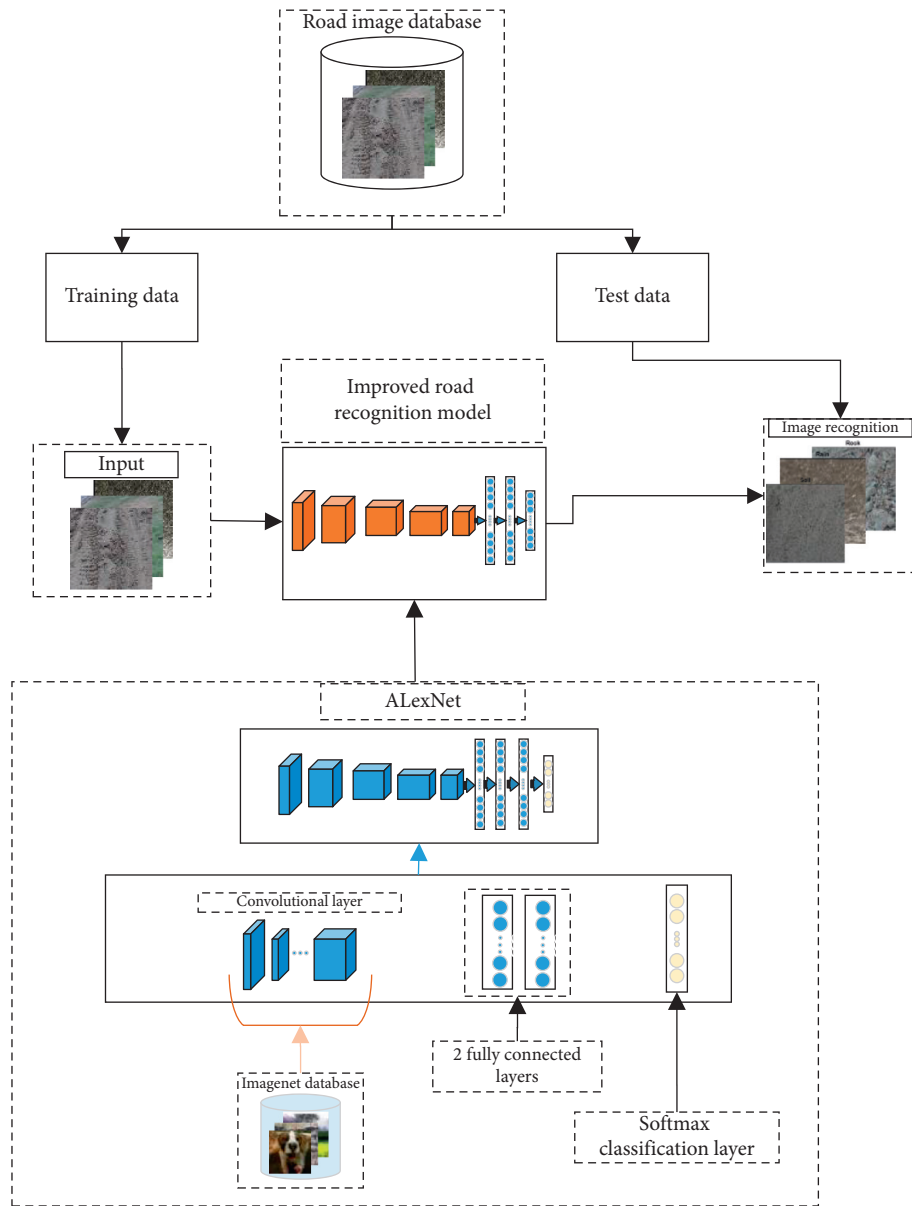 Road image database
Training data
Test data
Improved road
recognition model
Input
Image recognition
Rock
ALexNet
Convolutional layer
2 fully connected
layers
Imagenet database
Softmax
classification layer